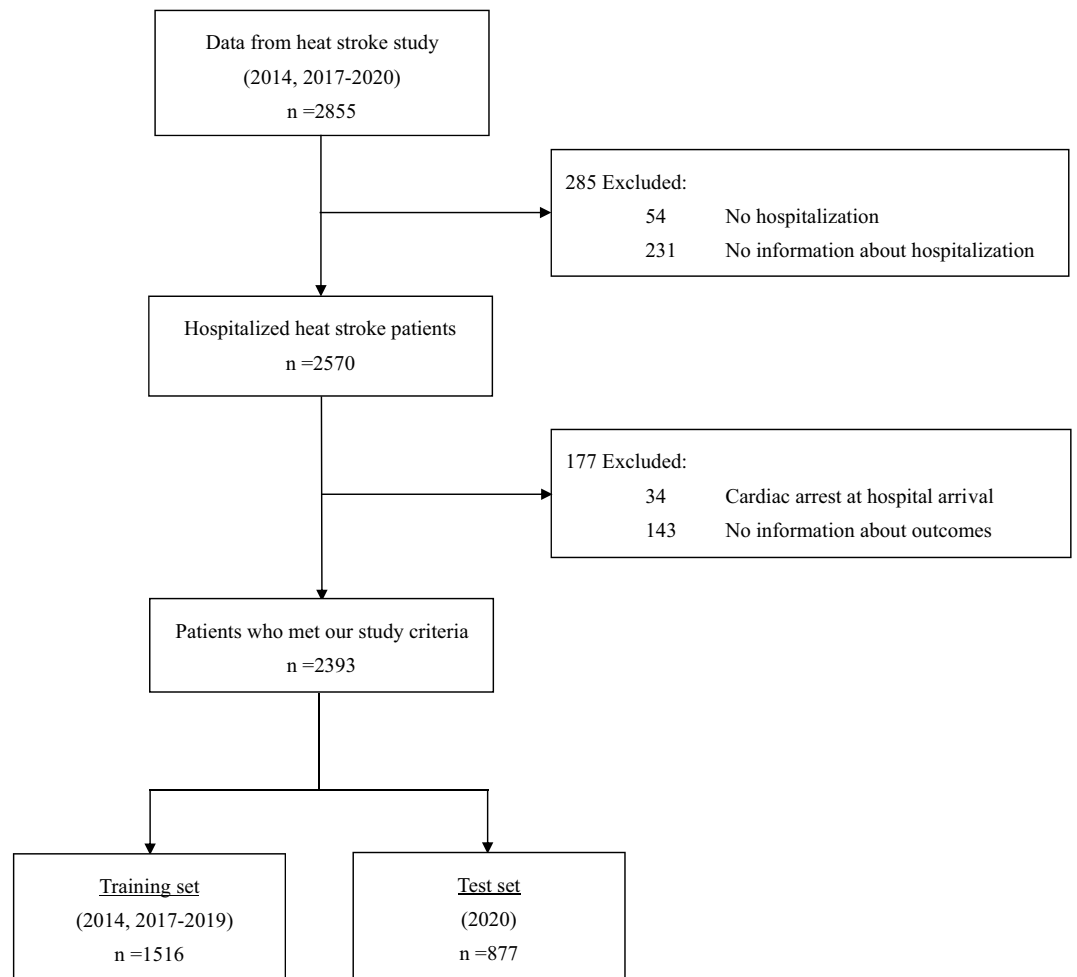 Data from heat stroke study
(2014, 2017-2020)
n =2855
285 Excluded:
54 No hospitalization
231 No information about hospitalization
Hospitalized heat stroke patients
n =2570
177 Excluded:
34 Cardiac arrest at hospital arrival
143 No information about outcomes
Patients who met our study criteria
n =2393
Training set
(2014, 2017-2019)
n =1516
Test set
(2020)
n =877